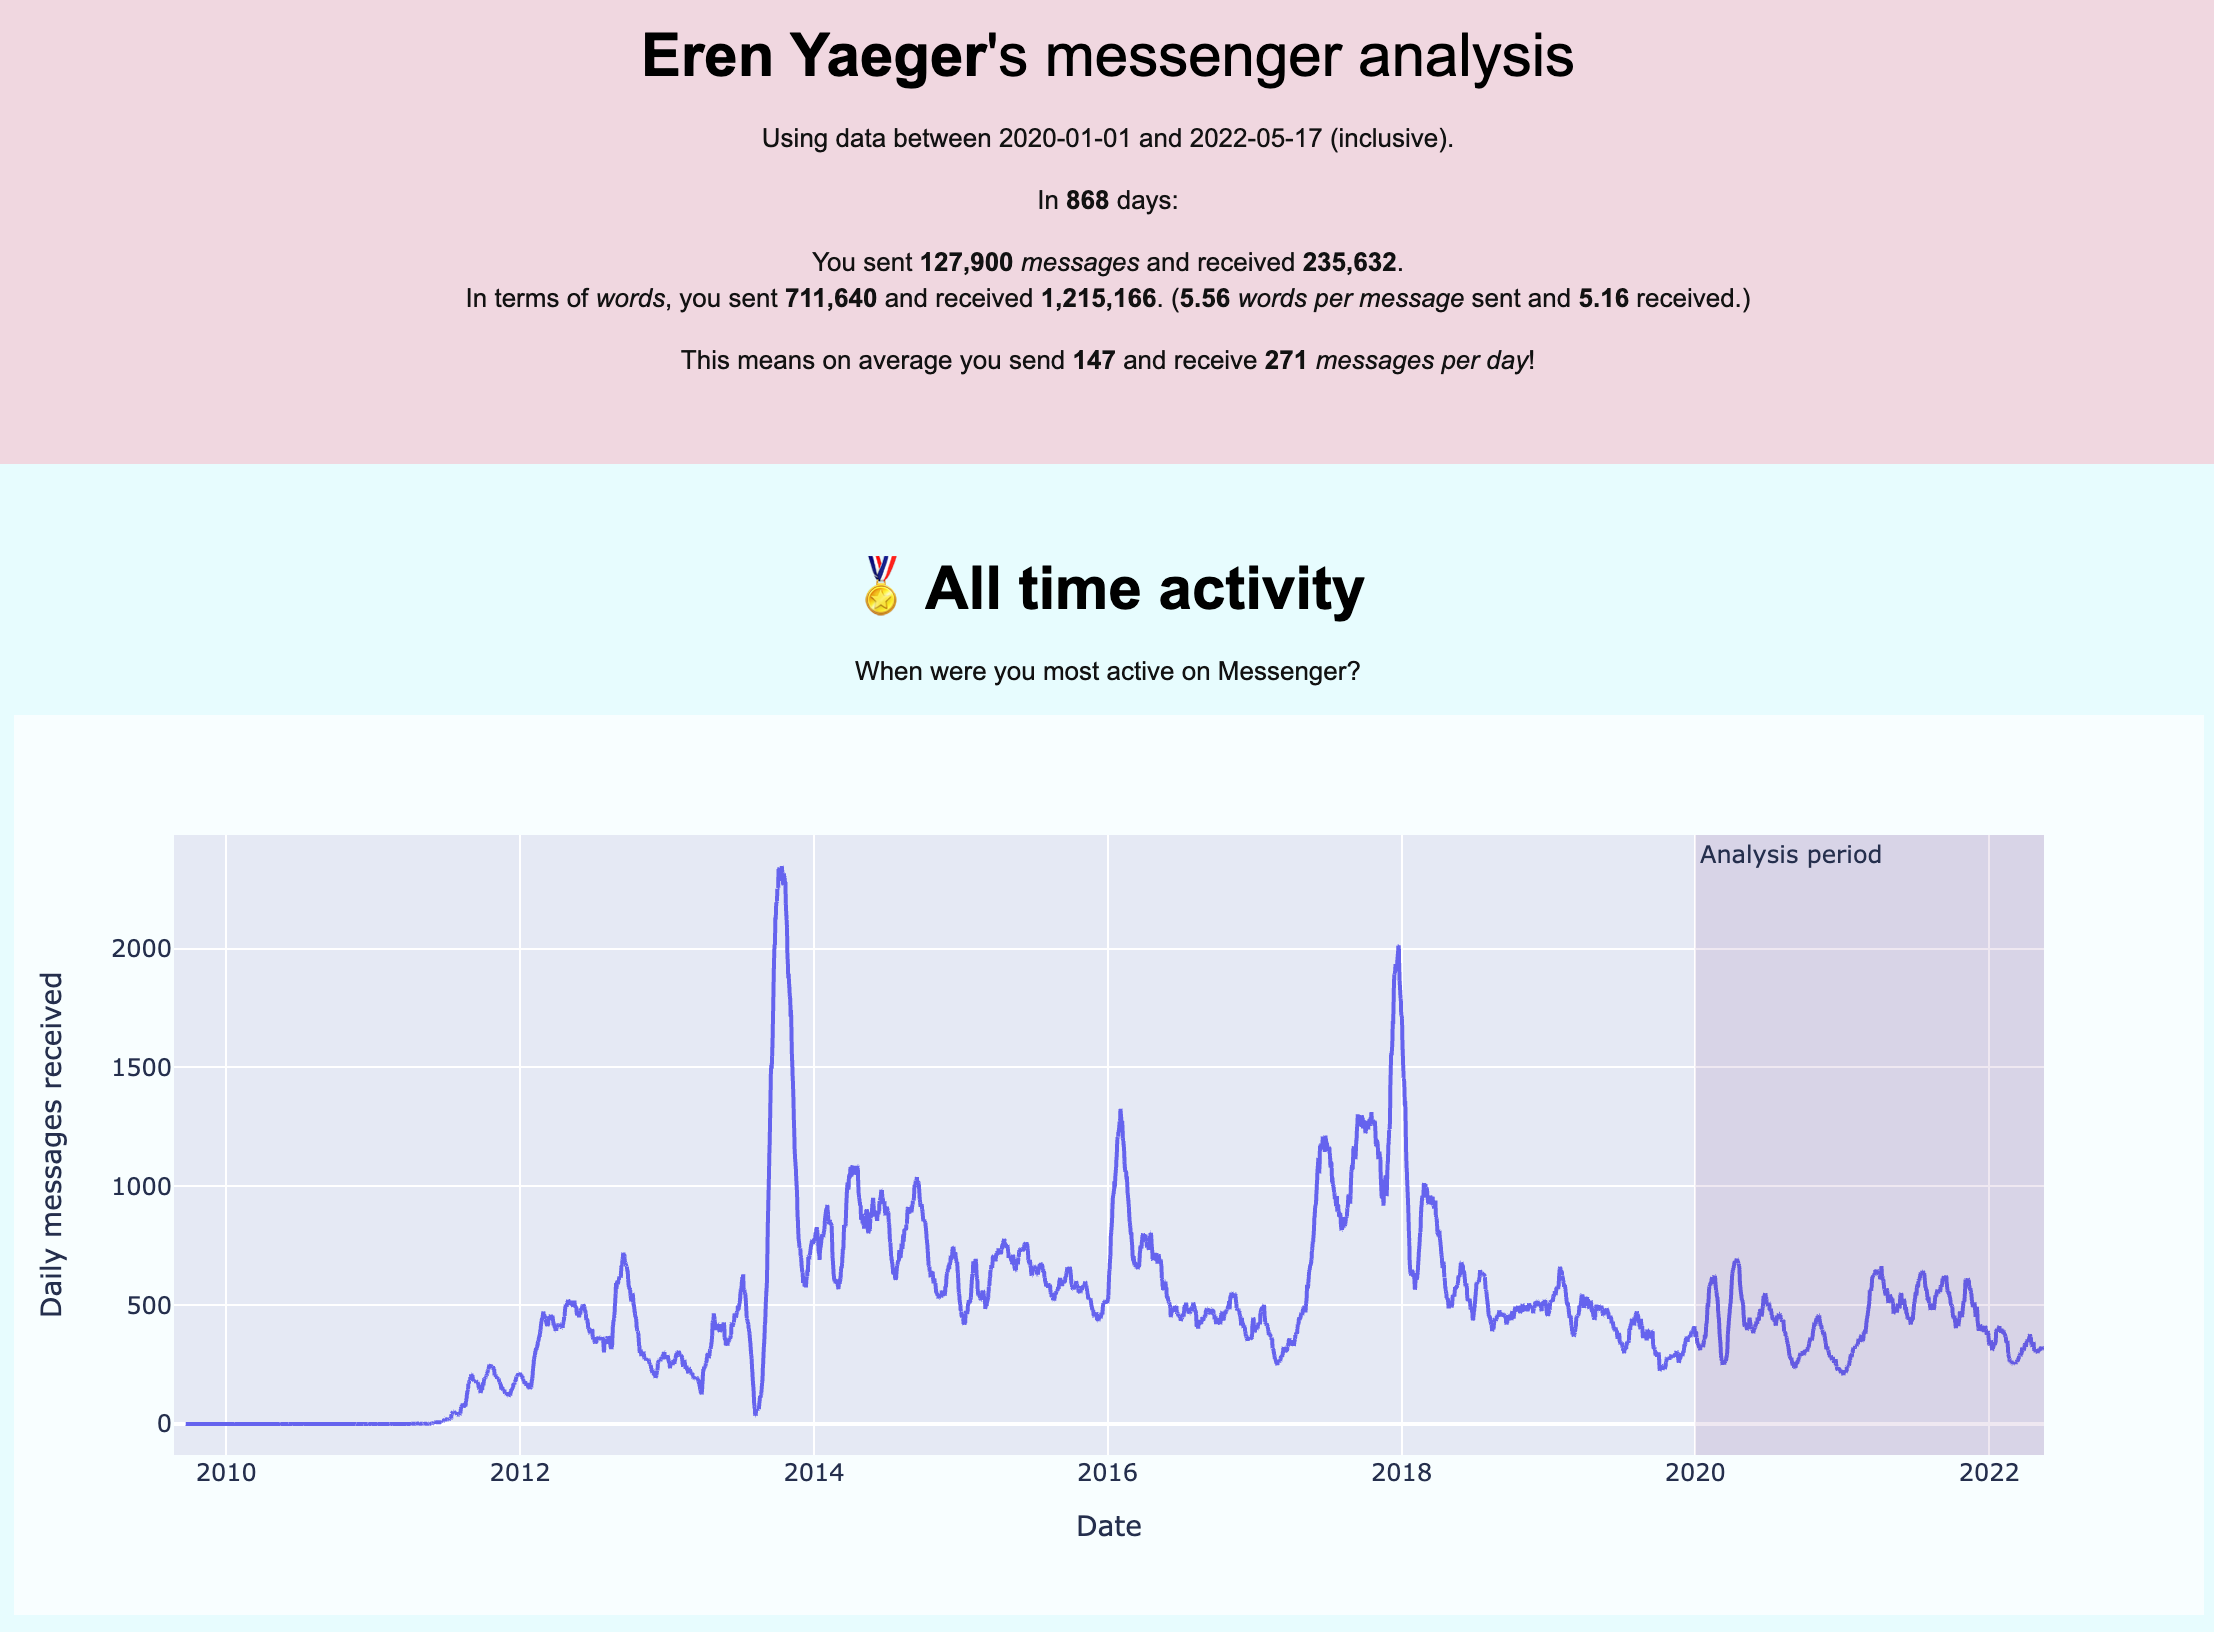 Eren Yaeger's messenger analysis
Using data between 2020-01-01 and 2022-05-17 (inclusive).
In 868 days:
You sent 127,900 messages and received 235,632.
In terms of words, you sent 711,640 and received 1,215,166. (5.56 words per message sent and 5.16 received.)
This means on average you send 147 and receive 271 messages per day!
🏅 All time activity
When were you most active on Messenger?
Analysis period
Daily messages received
2000
1500
1000
500
0
2010 2012 2014 2016 2018 2020 2022
Date